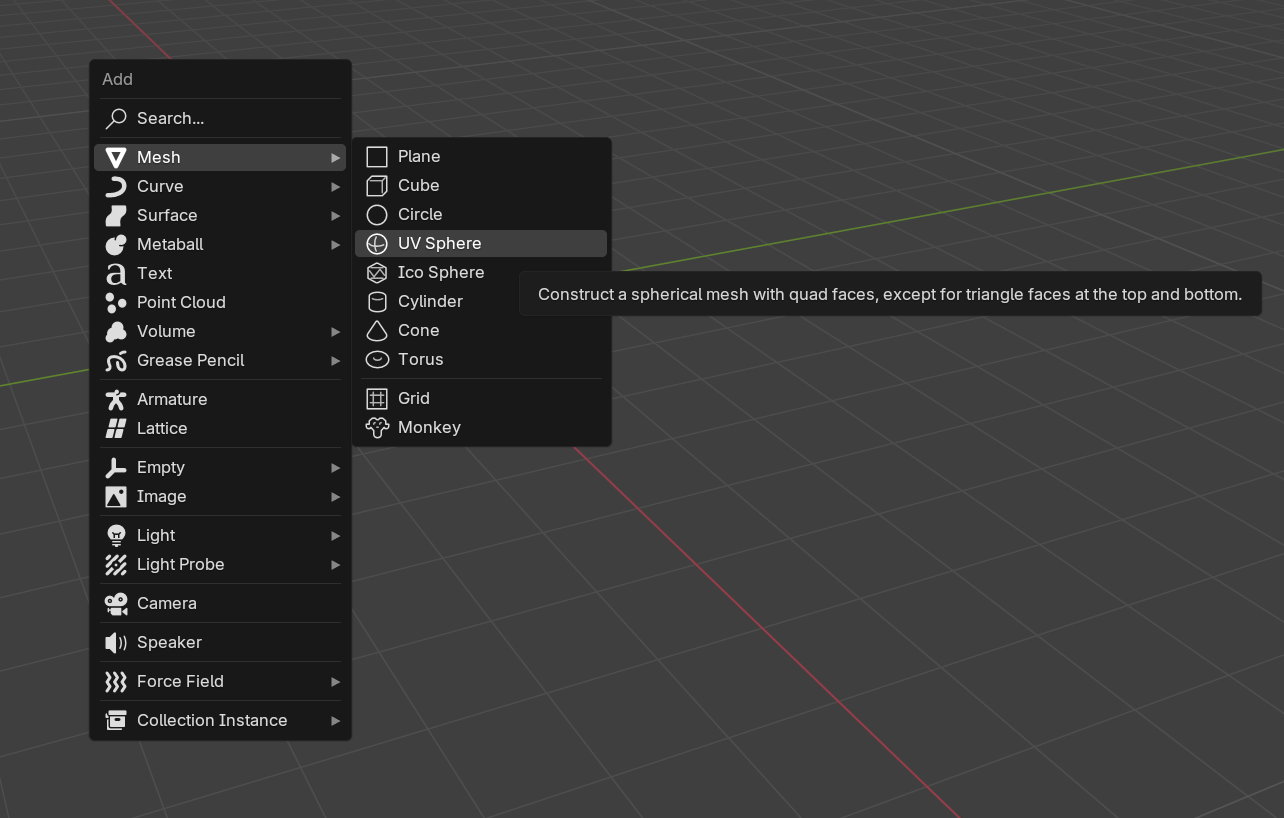 Add
Search...
Mesh
Curve
Surface
Metaball
Text
Point Cloud
Volume
Grease Pencil
Armature
Lattice
Empty
Image
Light
Light Probe
Camera
Speaker
Force Field
Collection Instance
Plane
Cube
Circle
UV Sphere
Ico Sphere
Cylinder
Cone
Torus
Grid
Monkey
Construct a spherical mesh with quad faces, except for triangle faces at the top and bottom.